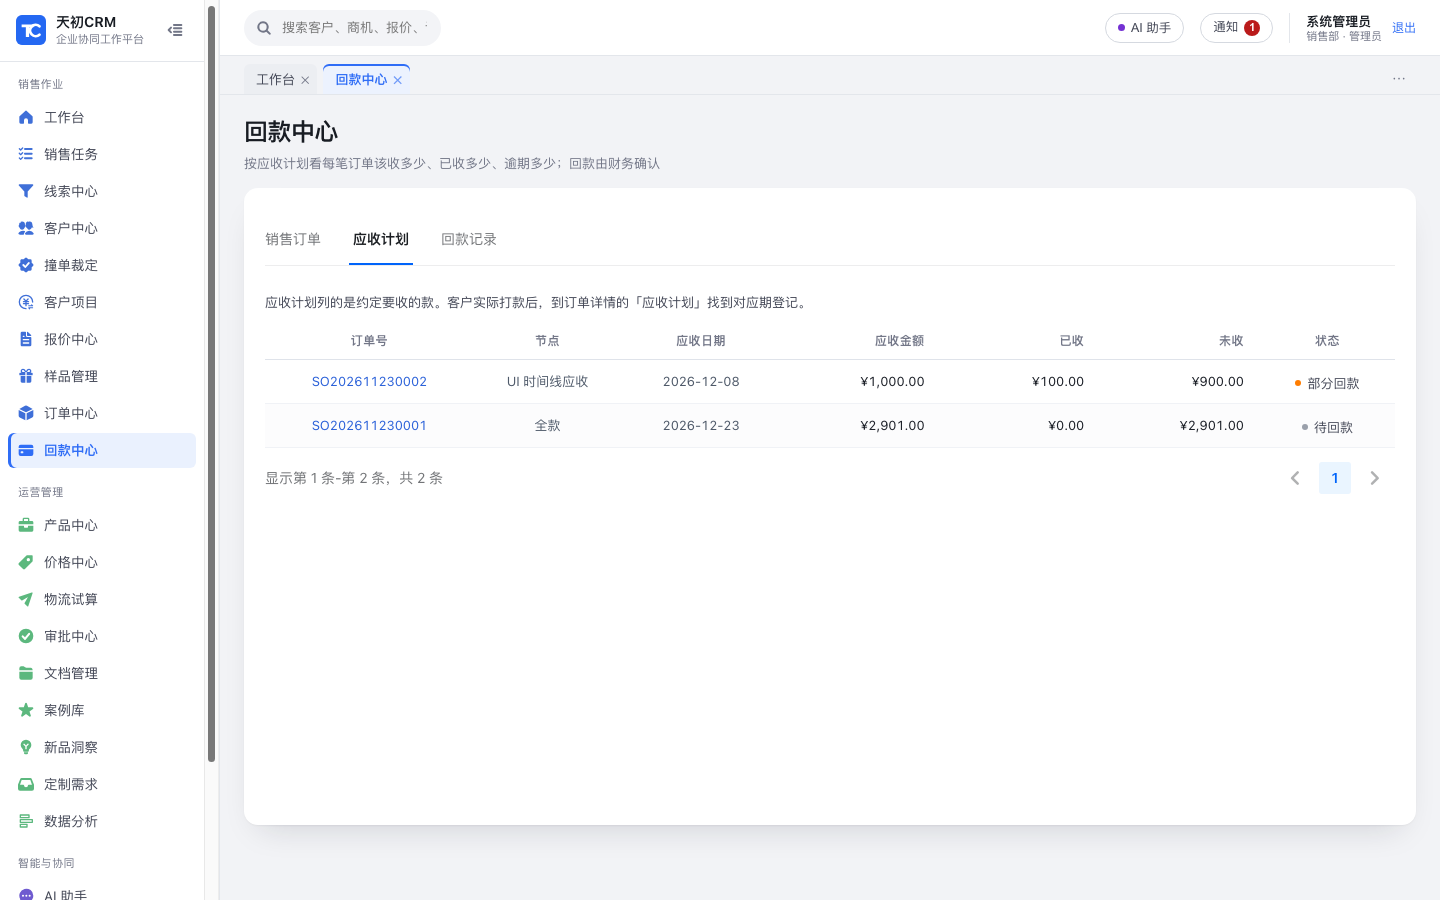 天初CRM
企业协同工作平台
销售作业
工作台
销售任务
线索中心
客户中心
撞单裁定
客户项目
报价中心
样品管理
订单中心
回款中心
运营管理
产品中心
价格中心
物流试算
审批中心
文档管理
案例库
新品洞察
定制需求
数据分析
智能与协同
AI 助手
搜索客户、商机、报价、
AI 助手
通知 1
系统管理员
销售部 · 管理员
退出
工作台
回款中心
···
回款中心
按应收计划看每笔订单该收多少、已收多少、逾期多少；回款由财务确认
销售订单 应收计划 回款记录
应收计划列的是约定要收的款。客户实际打款后，到订单详情的「应收计划」找到对应期登记。
订单号 节点 应收日期 应收金额 已收 未收 状态
SO202611230002 UI 时间线应收 2026-12-08 ¥1,000.00 ¥100.00 ¥900.00 部分回款
SO202611230001 全款 2026-12-23 ¥2,901.00 ¥0.00 ¥2,901.00 待回款
显示第 1 条-第 2 条，共 2 条
1